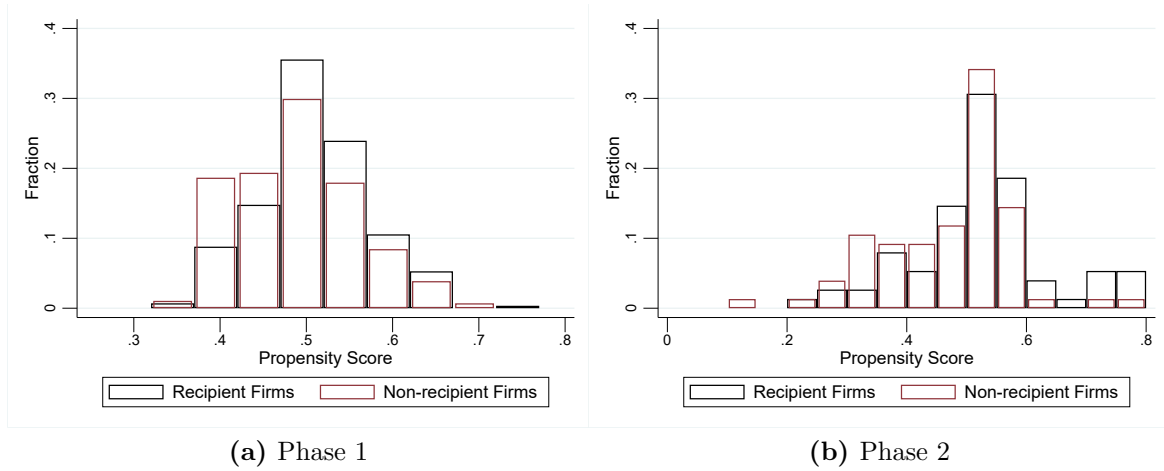 .4
.3
.2
.1
0
Fraction
.3 .4 .5 .6 .7 .8
Propensity Score
Recipient Firms Non-recipient Firms
(a) Phase 1
.4
.3
.2
.1
0
Fraction
0 .2 .4 .6 .8
Propensity Score
Recipient Firms Non-recipient Firms
(b) Phase 2